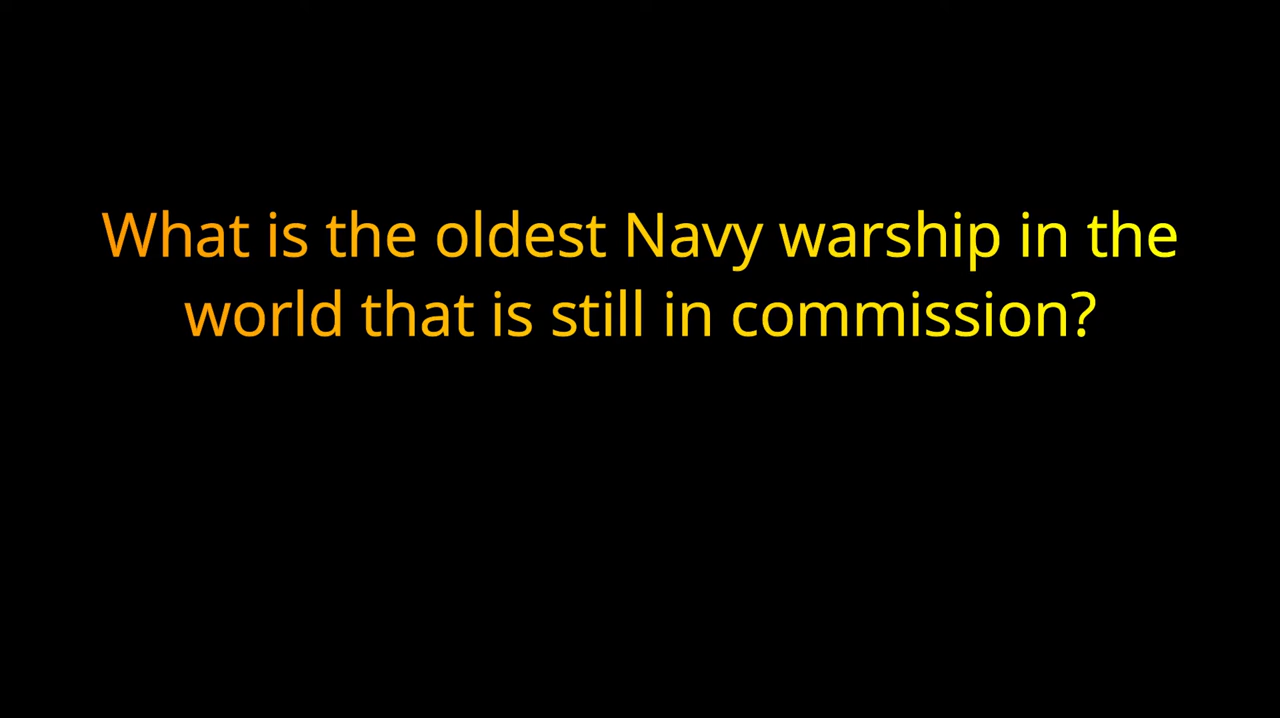 What is the oldest Navy warship in the
world that is still in commission?